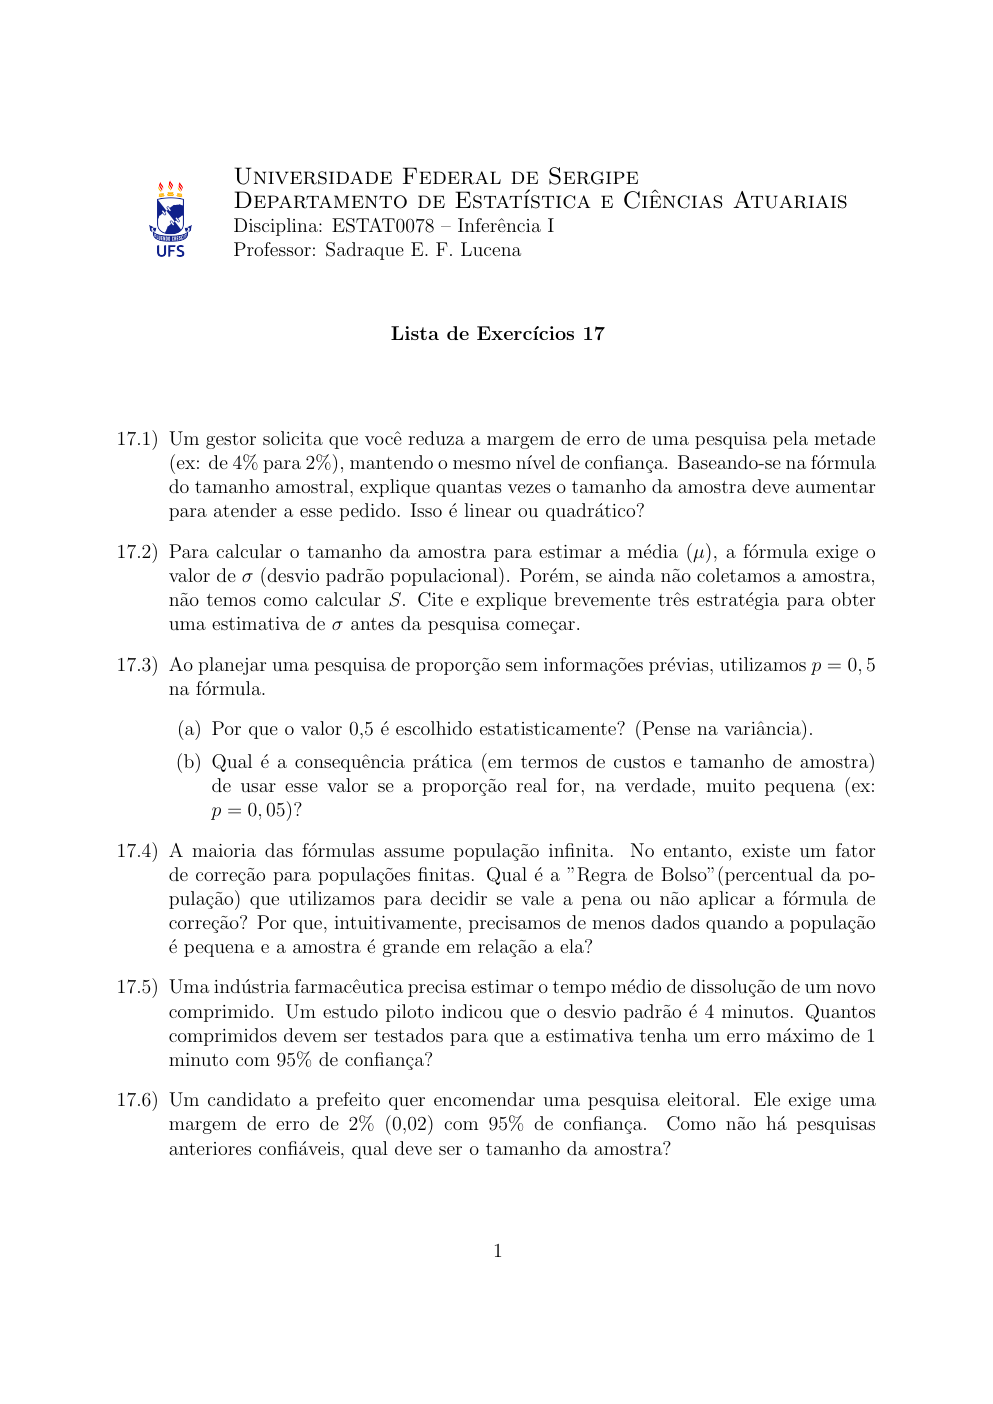 Universidade Federal de Sergipe
Departamento de Estatística e Ciências Atuariais
Disciplina: ESTAT0078 – Inferência I
Professor: Sadraque E. F. Lucena
UFS
Lista de Exercícios 17
17.1) Um gestor solicita que você reduza a margem de erro de uma pesquisa pela metade
(ex: de 4% para 2%), mantendo o mesmo nível de confiança. Baseando-se na fórmula
do tamanho amostral, explique quantas vezes o tamanho da amostra deve aumentar
para atender a esse pedido. Isso é linear ou quadrático?
17.2) Para calcular o tamanho da amostra para estimar a média (μ), a fórmula exige o
valor de σ (desvio padrão populacional). Porém, se ainda não coletamos a amostra,
não temos como calcular S. Cite e explique brevemente três estratégia para obter
uma estimativa de σ antes da pesquisa começar.
17.3) Ao planejar uma pesquisa de proporção sem informações prévias, utilizamos p = 0, 5
na fórmula.
(a) Por que o valor 0,5 é escolhido estatisticamente? (Pense na variância).
(b) Qual é a consequência prática (em termos de custos e tamanho de amostra)
de usar esse valor se a proporção real for, na verdade, muito pequena (ex:
p = 0, 05)?
17.4) A maioria das fórmulas assume população infinita. No entanto, existe um fator
de correção para populações finitas. Qual é a ”Regra de Bolso”(percentual da po-
pulação) que utilizamos para decidir se vale a pena ou não aplicar a fórmula de
correção? Por que, intuitivamente, precisamos de menos dados quando a população
é pequena e a amostra é grande em relação a ela?
17.5) Uma indústria farmacêutica precisa estimar o tempo médio de dissolução de um novo
comprimido. Um estudo piloto indicou que o desvio padrão é 4 minutos. Quantos
comprimidos devem ser testados para que a estimativa tenha um erro máximo de 1
minuto com 95% de confiança?
17.6) Um candidato a prefeito quer encomendar uma pesquisa eleitoral. Ele exige uma
margem de erro de 2% (0,02) com 95% de confiança. Como não há pesquisas
anteriores confiáveis, qual deve ser o tamanho da amostra?
1